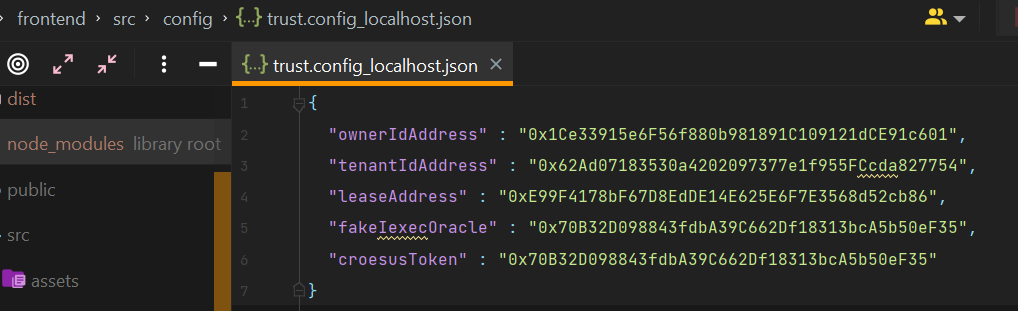 frontend > src > config > {...} trust.config_localhost.json
{...} trust.config_localhost.json ×
dist
node_modules library root
public
src
assets
1 {
2 "ownerIdAddress" : "0x1Ce33915e6F56f880b981891C109121dCE91c601",
3 "tenantIdAddress" : "0x62Ad07183530a4202097377e1f955FCcda827754",
4 "leaseAddress" : "0xE99F4178bF67D8EdDE14E625E6F7E3568d52cb86",
5 "fakeIexecOracle" : "0x70B32D098843fdbA39C662Df18313bcA5b50eF35",
6 "croesusToken" : "0x70B32D098843fdbA39C662Df18313bcA5b50eF35"
7 }